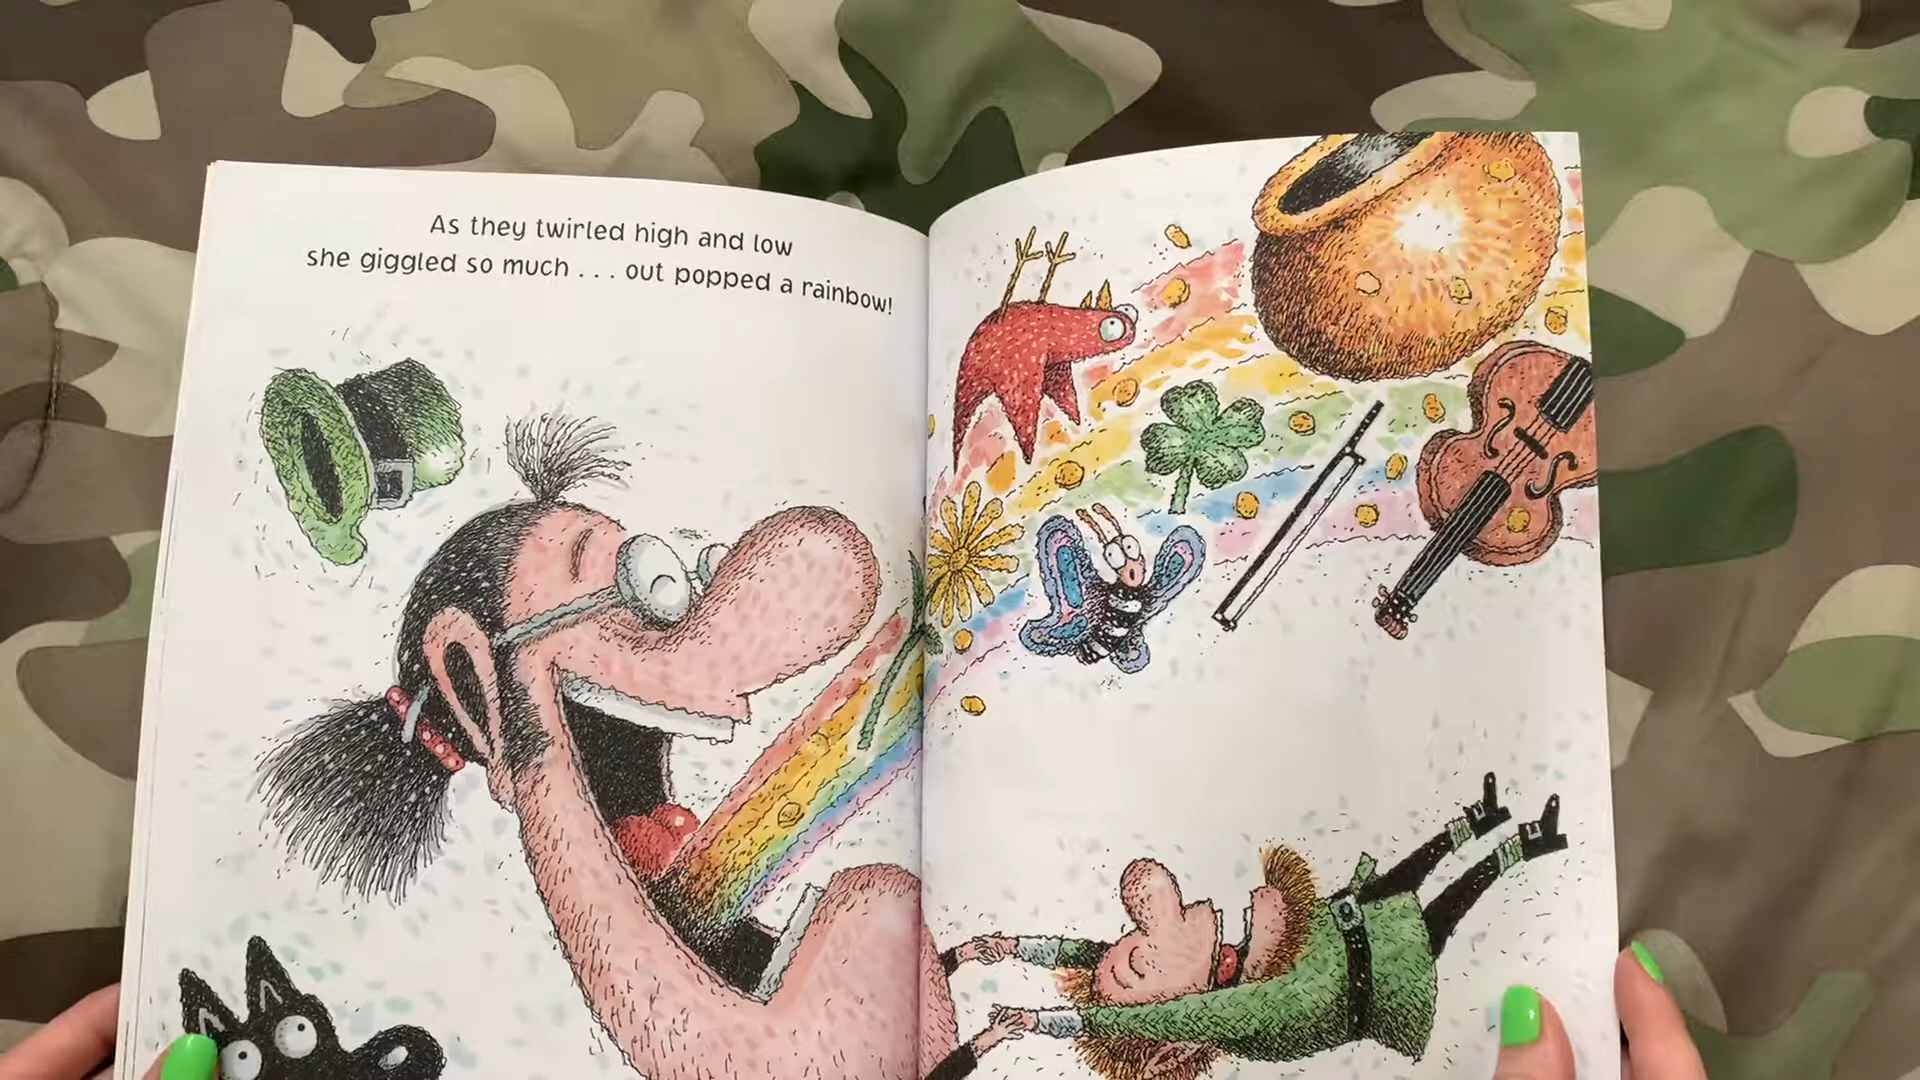 As they twirled high and low
she giggled so much . . . out popped a rainbow!